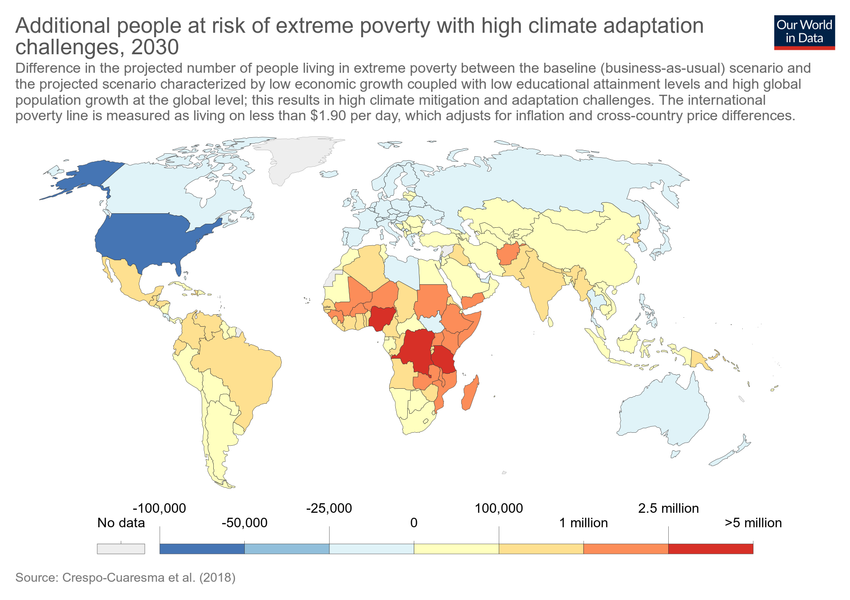 Additional people at risk of extreme poverty with high climate adaptation
challenges, 2030
Our World
in Data
Difference in the projected number of people living in extreme poverty between the baseline (business-as-usual) scenario and
the projected scenario characterized by low economic growth coupled with low educational attainment levels and high global
population growth at the global level; this results in high climate mitigation and adaptation challenges. The international
poverty line is measured as living on less than $1.90 per day, which adjusts for inflation and cross-country price differences.
-100,000 -25,000 100,000 2.5 million
No data -50,000 0 1 million >5 million
Source: Crespo-Cuaresma et al. (2018)